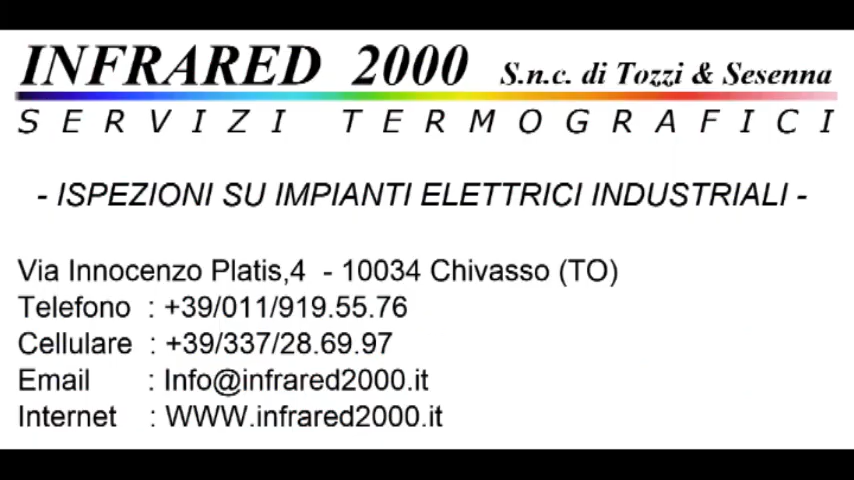 INFRARED 2000 S.n.c. di Tozzi & Sesenna
SERVIZI TERMOGRAFICI
- ISPEZIONI SU IMPIANTI ELETTRICI INDUSTRIALI -
Via Innocenzo Platis,4 - 10034 Chivasso (TO)
Telefono : +39/011/919.55.76
Cellulare : +39/337/28.69.97
Email : Info@infrared2000.it
Internet : WWW.infrared2000.it